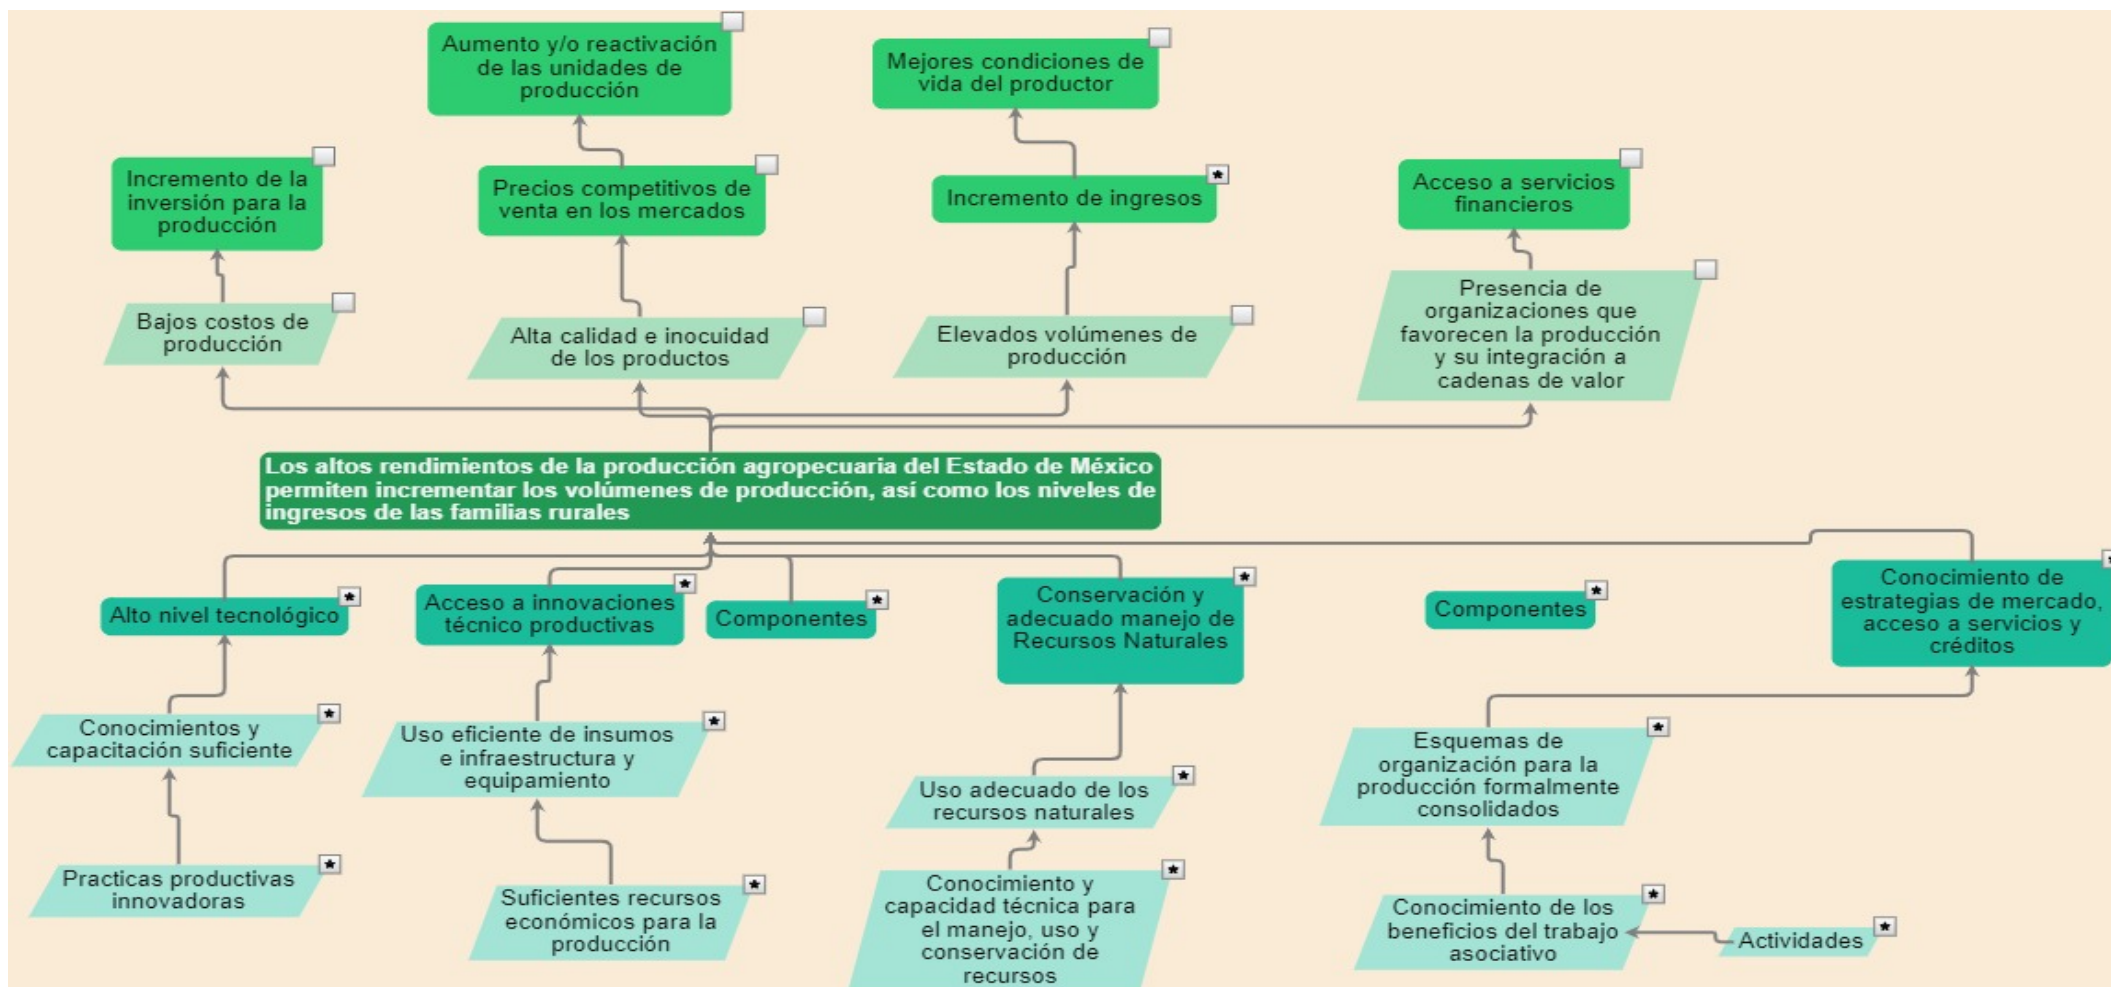 Aumento y/o reactivación
de las unidades de
producción
Mejores condiciones de
vida del productor
Incremento de la
inversión para la
producción
Precios competitivos de
venta en los mercados
Incremento de ingresos
Acceso a servicios
financieros
Bajos costos de
producción
Alta calidad e inocuidad
de los productos
Elevados volúmenes de
producción
Presencia de
organizaciones que
favorecen la producción
y su integración a
cadenas de valor
Los altos rendimientos de la producción agropecuaria del Estado de México
permiten incrementar los volúmenes de producción, así como los niveles de
ingresos de las familias rurales
Alto nivel tecnológico
Acceso a innovaciones
técnico productivas
Componentes
Conservación y
adecuado manejo de
Recursos Naturales
Componentes
Conocimiento de
estrategias de mercado,
acceso a servicios y
créditos
Conocimientos y
capacitación suficiente
Uso eficiente de insumos
e infraestructura y
equipamiento
Uso adecuado de los
recursos naturales
Esquemas de
organización para la
producción formalmente
consolidados
Practicas productivas
innovadoras
Suficientes recursos
económicos para la
producción
Conocimiento y
capacidad técnica para
el manejo, uso y
conservación de
recursos
Conocimiento de los
beneficios del trabajo
asociativo
Actividades